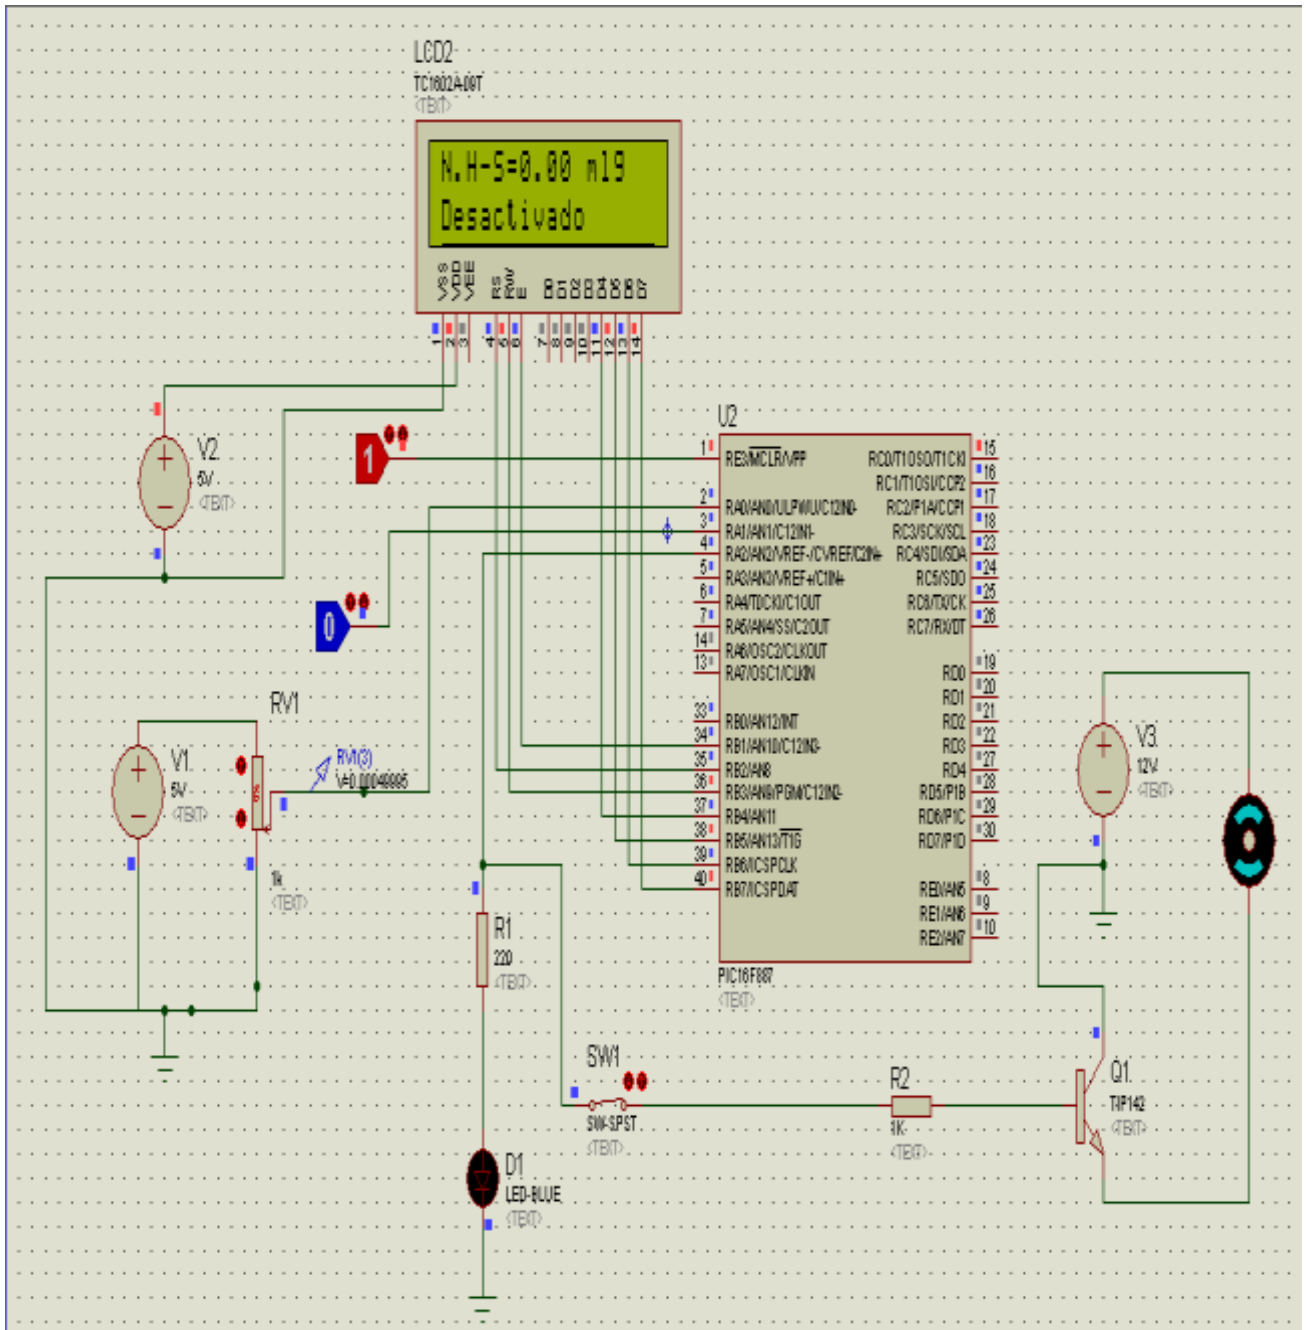 LCD2
TC1602A-09T
<TEXT>
N.H-S=0.00 ml9
Desactivado
VSS
VDD
VEE
RS
RW
E
D0
D1
D2
D3
D4
D5
D6
D7
1
2
3
4
5
6
7
8
9
10
11
12
13
14
V2
5V
<TEXT>
1
0
U2
1
RE3/MCLR/VPP
2
RA0/AN0/ULPWU/C12IN0-
3
RA1/AN1/C12IN1-
4
RA2/AN2/VREF-/CVREF/C2IN+
5
RA3/AN3/VREF+/C1IN+
6
RA4/T0CKI/C1OUT
7
RA5/AN4/SS/C2OUT
14
RA6/OSC2/CLKOUT
13
RA7/OSC1/CLKIN
33
RB0/AN12/INT
34
RB1/AN10/C12IN3-
35
RB2/AN8
36
RB3/AN9/PGM/C12IN2-
37
RB4/AN11
38
RB5/AN13/T1G
39
RB6/ICSPCLK
40
RB7/ICSPDAT
RC0/T1OSO/T1CKI
15
RC1/T1OSI/CCP2
16
RC2/P1A/CCP1
17
RC3/SCK/SCL
18
RC4/SDI/SDA
23
RC5/SDO
24
RC6/TX/CK
25
RC7/RX/DT
26
RD0
19
RD1
20
RD2
21
RD3
22
RD4
27
RD5/P1B
28
RD6/P1C
29
RD7/P1D
30
RE0/AN5
8
RE1/AN6
9
RE2/AN7
10
PIC16F887
<TEXT>
RV1
V1
5V
<TEXT>
0%
RV1(3)
V=0.00049995
1k
<TEXT>
V3
12V
<TEXT>
R1
220
<TEXT>
SW1
SW-SPST
<TEXT>
R2
1K
<TEXT>
Q1
TIP142
<TEXT>
D1
LED-BLUE
<TEXT>